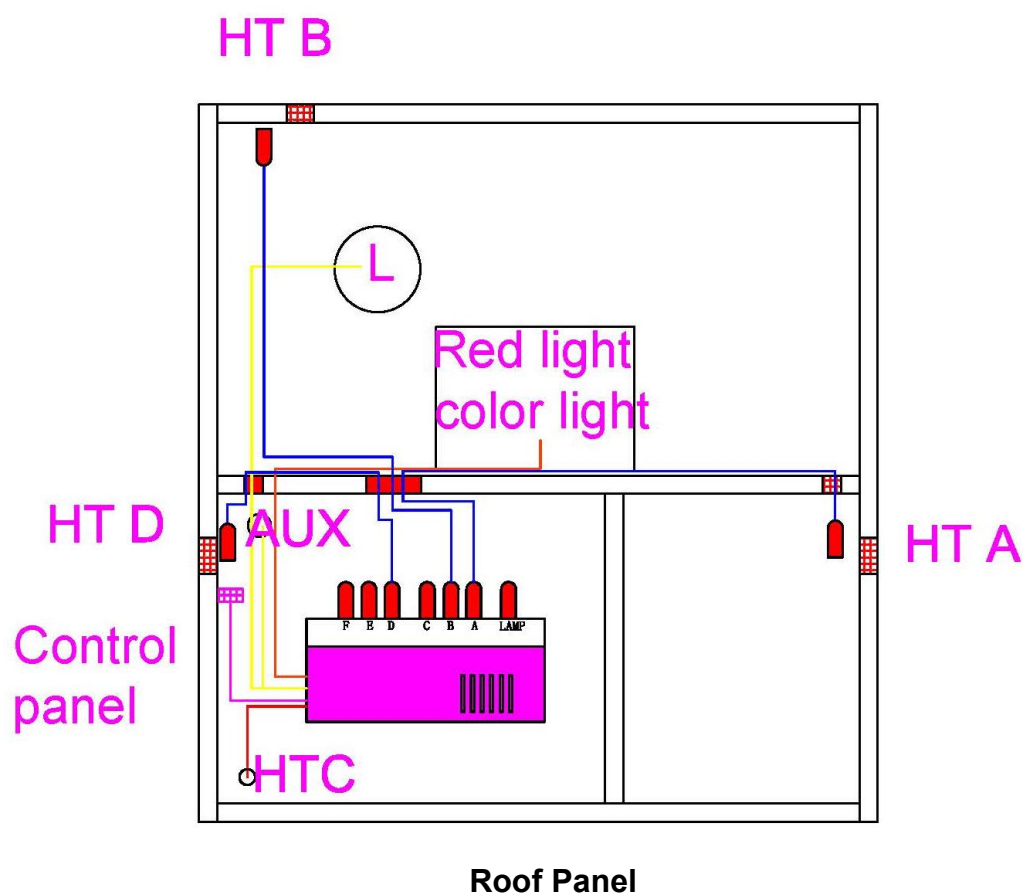 HT B
L
Red light
color light
HT D
AUX
HT A
F E D C B A LAMP
Control
panel
HTC
Roof Panel